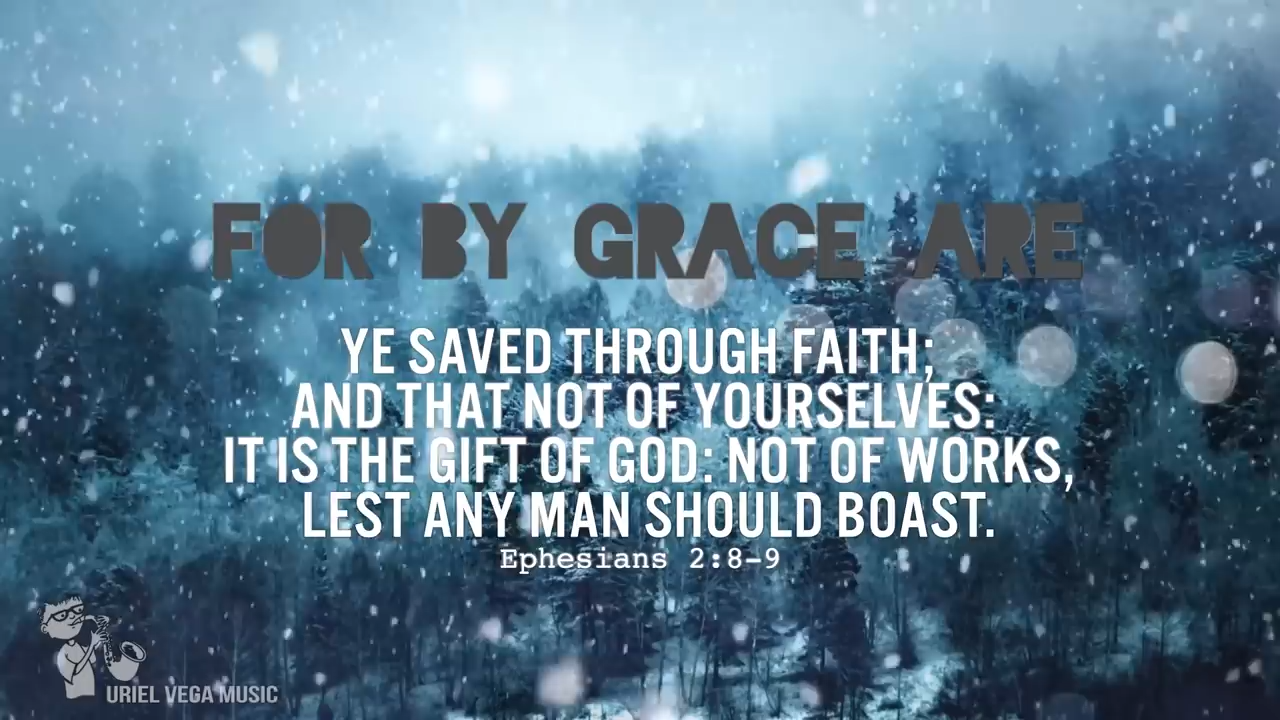 FOR BY GRACE ARE
YE SAVED THROUGH FAITH;
AND THAT NOT OF YOURSELVES:
IT IS THE GIFT OF GOD: NOT OF WORKS,
LEST ANY MAN SHOULD BOAST.
Ephesians 2:8-9
URIEL VEGA MUSIC